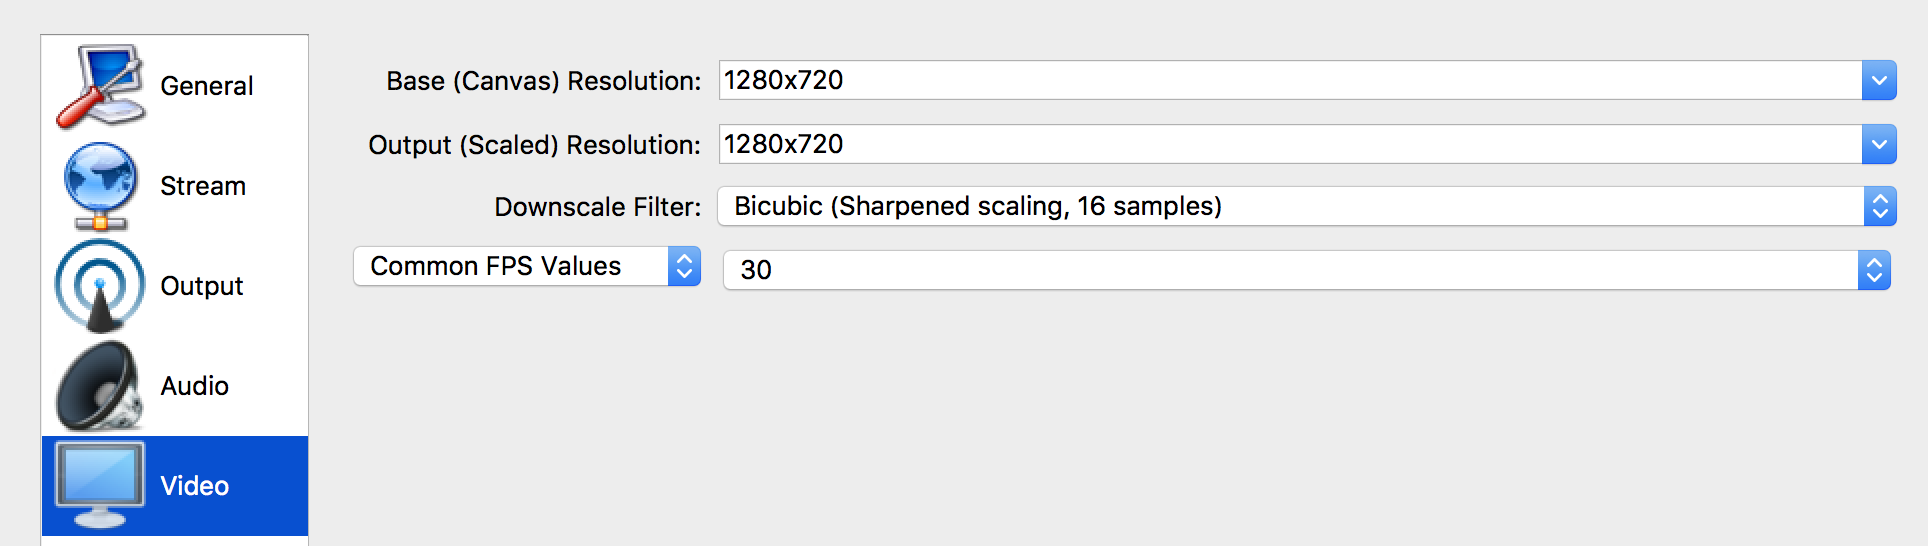 General
Stream
Output
Audio
Video
Base (Canvas) Resolution: 1280x720
Output (Scaled) Resolution: 1280x720
Downscale Filter: Bicubic (Sharpened scaling, 16 samples)
Common FPS Values 30